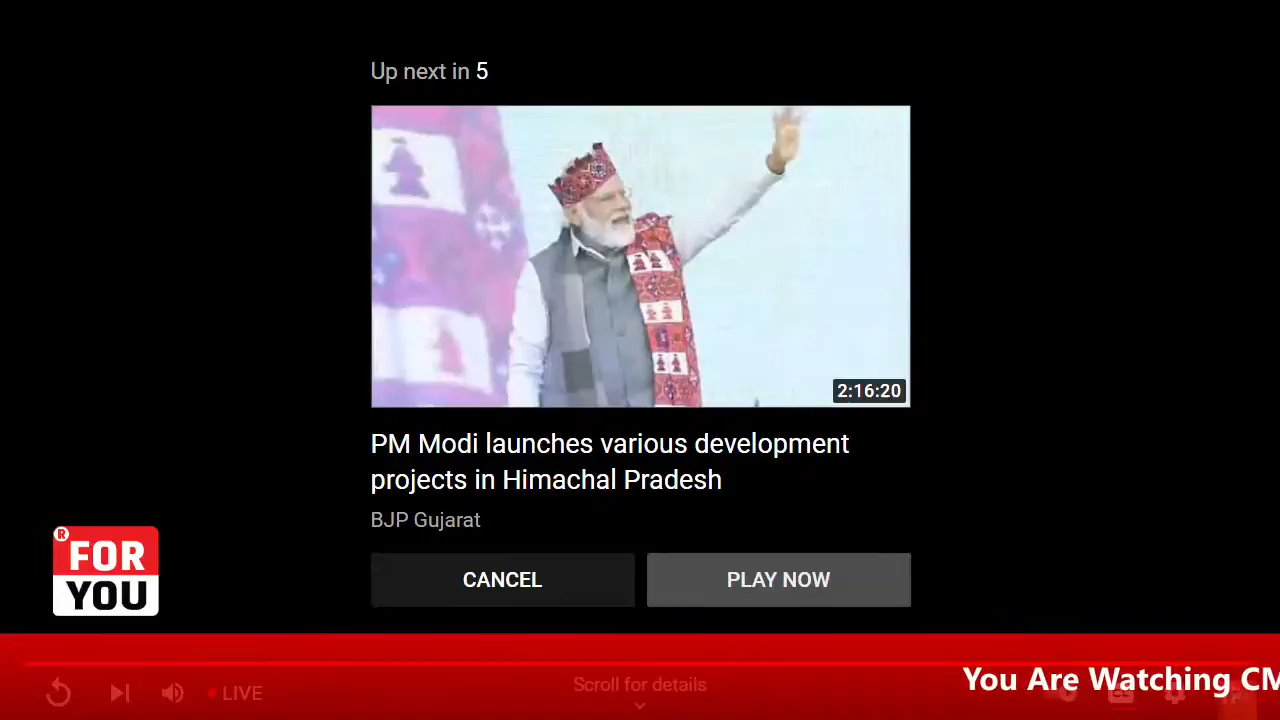 Up next in 5
2:16:20
PM Modi launches various development
projects in Himachal Pradesh
BJP Gujarat
CANCEL
PLAY NOW
® FOR
YOU
LIVE
Scroll for details
You Are Watching CM